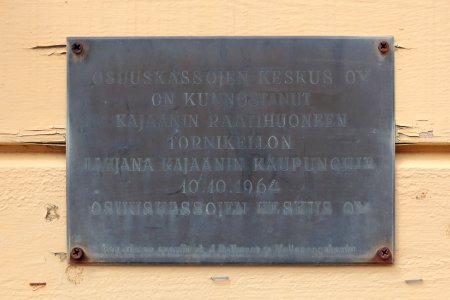 OSUUSKASSOJEN KESKUS OY
ON KUNNOSTANUT
KAJAANIN RAATIHUONEEN
TORNIKELLON
LAHJANA KAJAANIN KAUPUNGILLE
10.10.1964
OSUUSKASSOJEN KESKUS OY